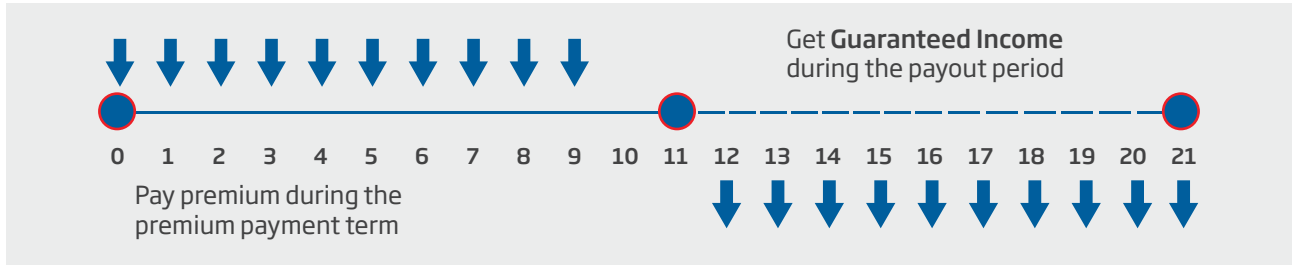 Get Guaranteed Income
during the payout period
0 1 2 3 4 5 6 7 8 9 10 11 12 13 14 15 16 17 18 19 20 21
Pay premium during the
premium payment term